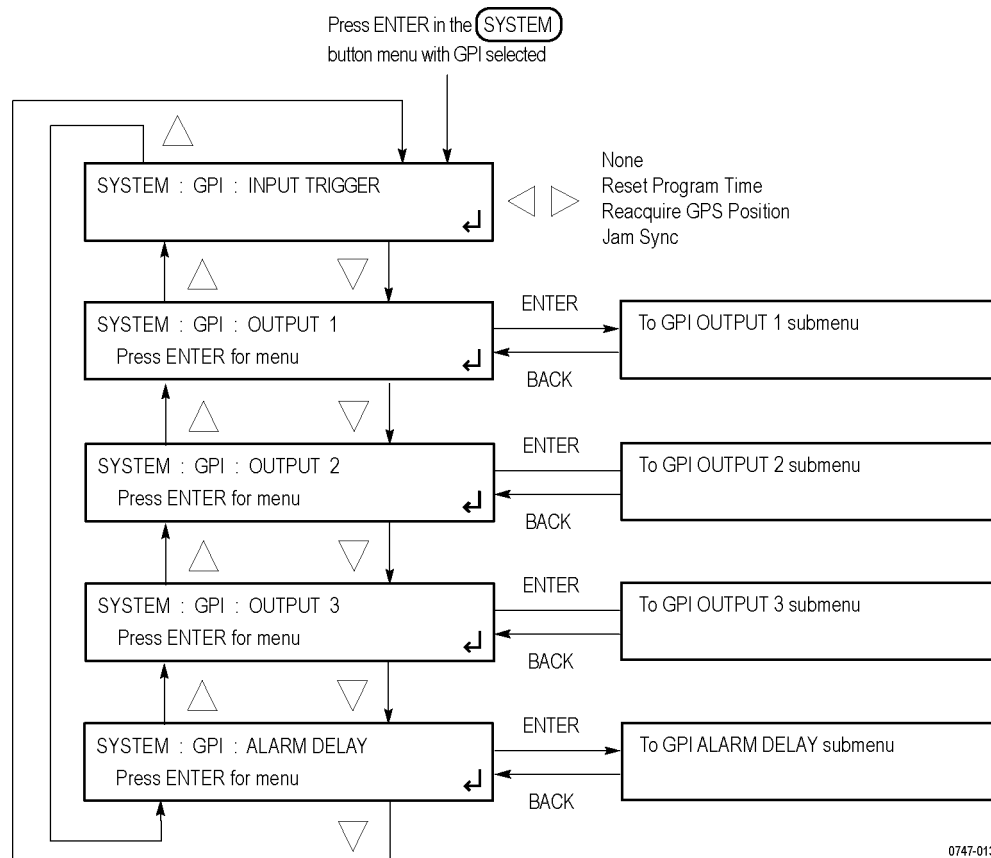 Press ENTER in the SYSTEM
button menu with GPI selected
SYSTEM : GPI : INPUT TRIGGER
None
Reset Program Time
Reacquire GPS Position
Jam Sync
SYSTEM : GPI : OUTPUT 1
Press ENTER for menu
ENTER
BACK
To GPI OUTPUT 1 submenu
SYSTEM : GPI : OUTPUT 2
Press ENTER for menu
ENTER
BACK
To GPI OUTPUT 2 submenu
SYSTEM : GPI : OUTPUT 3
Press ENTER for menu
ENTER
BACK
To GPI OUTPUT 3 submenu
SYSTEM : GPI : ALARM DELAY
Press ENTER for menu
ENTER
BACK
To GPI ALARM DELAY submenu
0747-013